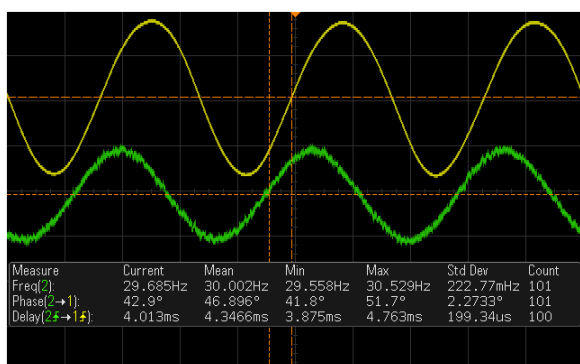 Measure Current Mean Min Max Std Dev Count
Freq(2): 29.685Hz 30.002Hz 29.558Hz 30.529Hz 222.77mHz 101
Phase(2→1): 42.9° 46.896° 41.8° 51.7° 2.2733° 101
Delay(2⨍→1⨍): 4.013ms 4.3466ms 3.875ms 4.763ms 199.34us 100